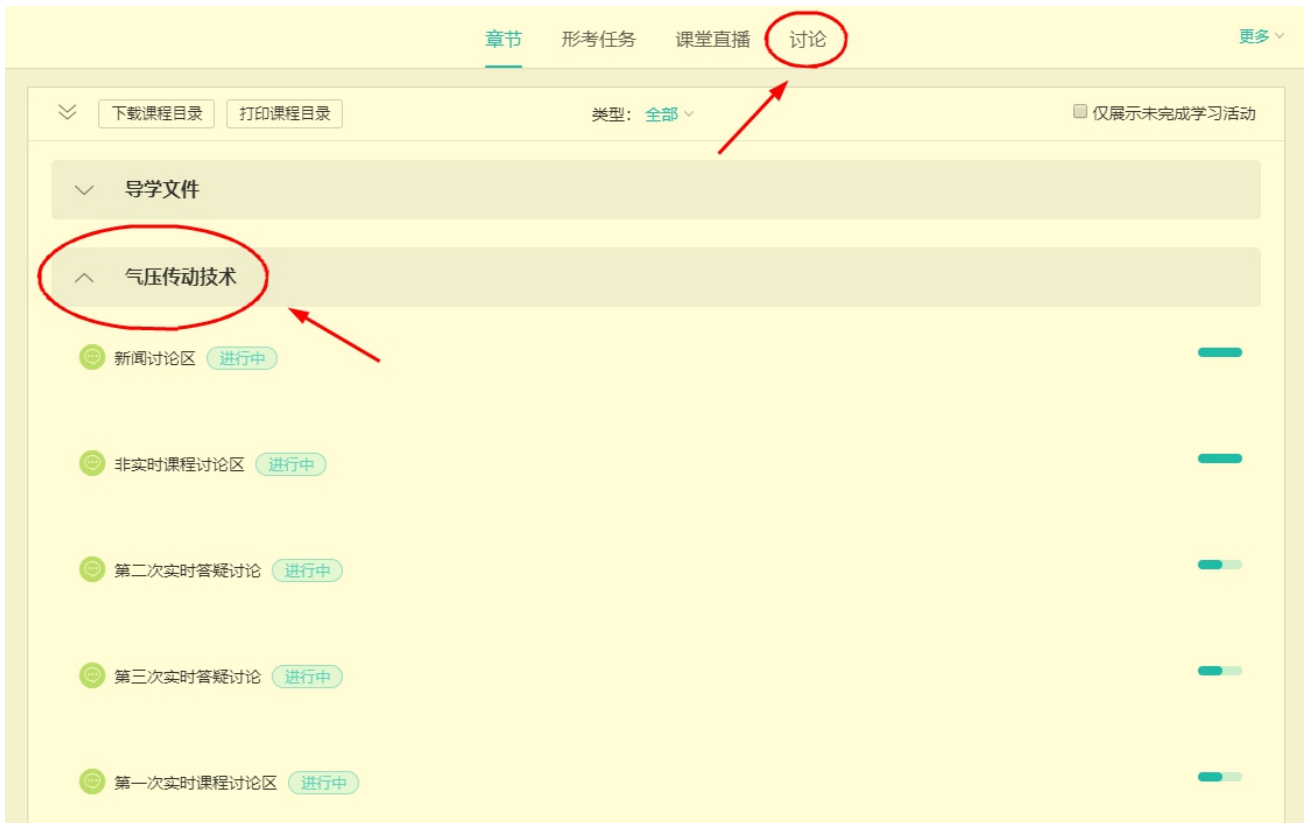 章节 形考任务 课堂直播 讨论 更多
下载课程目录 打印课程目录 类型: 全部 仅展示未完成学习活动
导学文件
气压传动技术
新闻讨论区 进行中
非实时课程讨论区 进行中
第二次实时答疑讨论 进行中
第三次实时答疑讨论 进行中
第一次实时课程讨论区 进行中